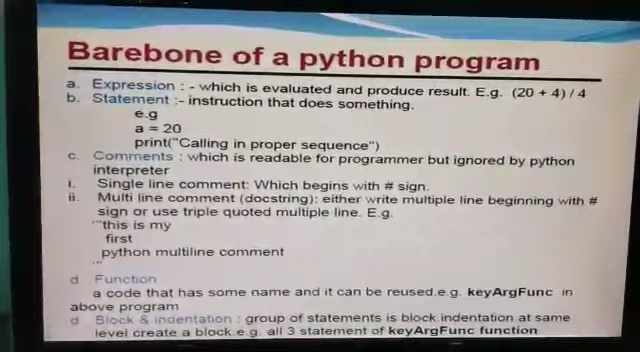 Barebone of a python program
a. Expression : - which is evaluated and produce result. E.g. (20 + 4) / 4
b. Statement :- instruction that does something.
e.g
a = 20
print("Calling in proper sequence")
c. Comments : which is readable for programmer but ignored by python
interpreter
i. Single line comment: Which begins with # sign.
ii. Multi line comment (docstring): either write multiple line beginning with #
sign or use triple quoted multiple line. E.g.
'''this is my
first
python multiline comment
'''
d Function
a code that has some name and it can be reused.e.g. keyArgFunc in
above program
d Block & indentation : group of statements is block.indentation at same
level create a block.e.g. all 3 statement of keyArgFunc function